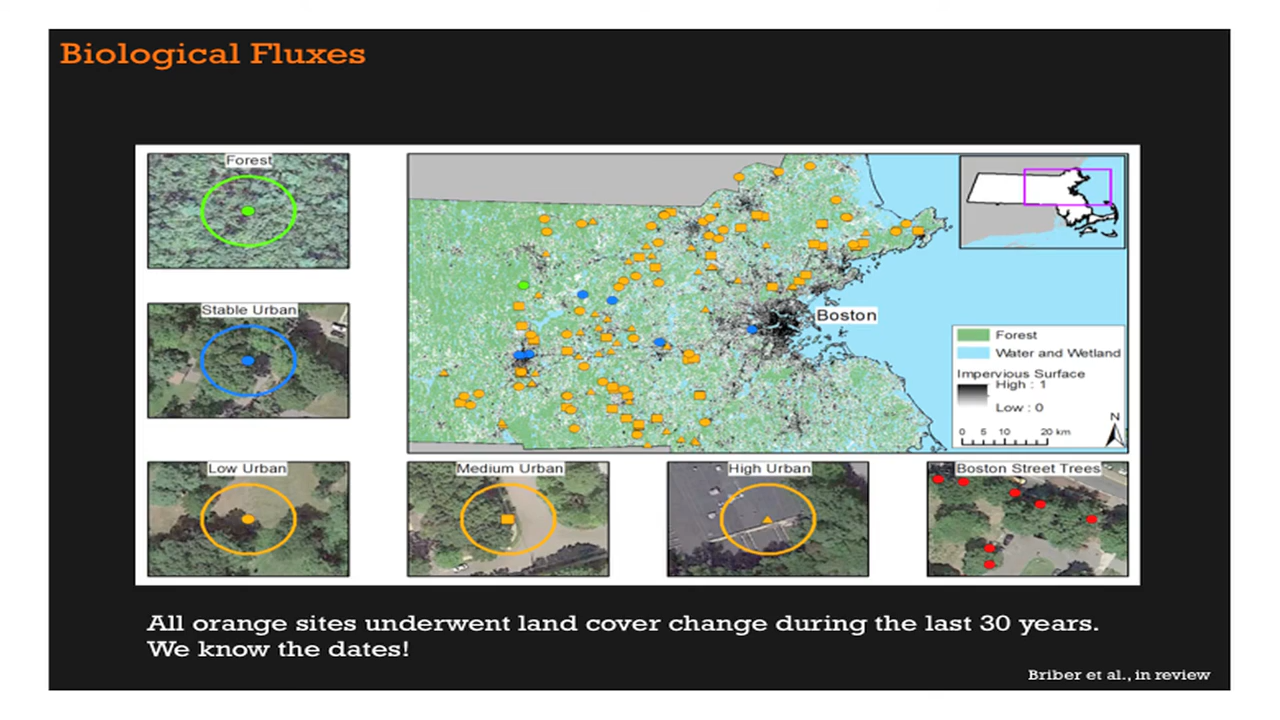 Biological Fluxes
Forest
Stable Urban
Low Urban
Medium Urban
High Urban
Boston Street Trees
Boston
Forest
Water and Wetland
Impervious Surface
High : 1
Low : 0
N
0 5 10 20 km
All orange sites underwent land cover change during the last 30 years.
We know the dates!
Briber et al., in review